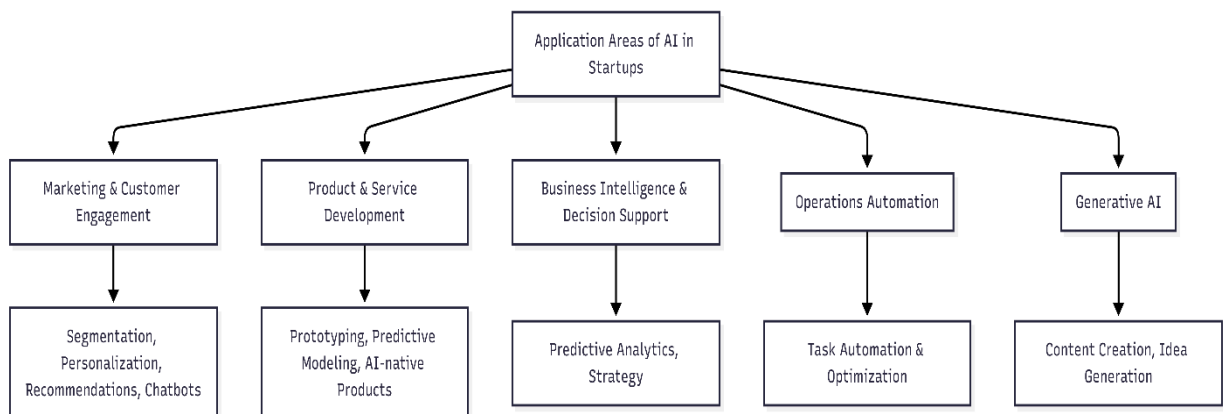 Application Areas of AI in
Startups
Marketing & Customer
Engagement
Product & Service
Development
Business Intelligence &
Decision Support
Operations Automation
Generative AI
Segmentation,
Personalization,
Recommendations, Chatbots
Prototyping, Predictive
Modeling, AI-native
Products
Predictive Analytics,
Strategy
Task Automation &
Optimization
Content Creation, Idea
Generation